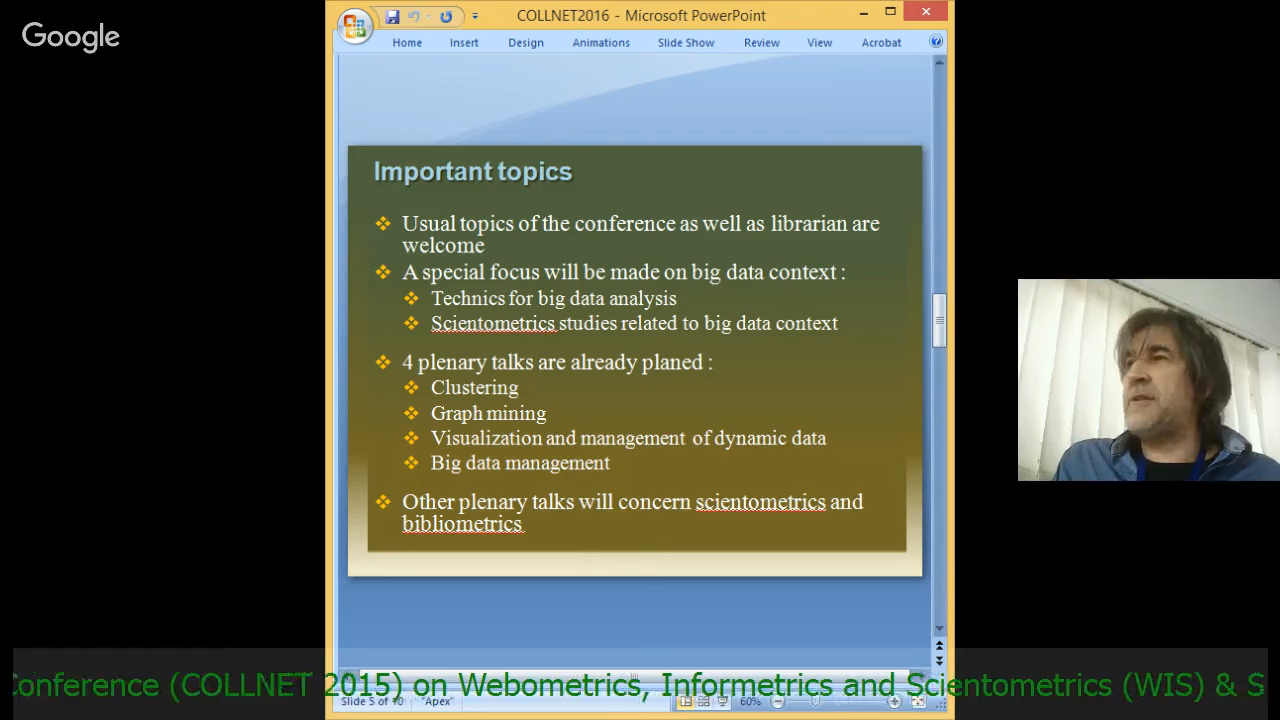 Google
COLLNET2016 - Microsoft PowerPoint
Home Insert Design Animations Slide Show Review View Acrobat
Important topics
Usual topics of the conference as well as librarian are
welcome
A special focus will be made on big data context :
Technics for big data analysis
Scientometrics studies related to big data context
4 plenary talks are already planed :
Clustering
Graph mining
Visualization and management of dynamic data
Big data management
Other plenary talks will concern scientometrics and
bibliometrics
Conference (COLLNET 2015) on Webometrics, Informetrics and Scientometrics (WIS) & S
Slide 5 of 10 "Apex" 60%